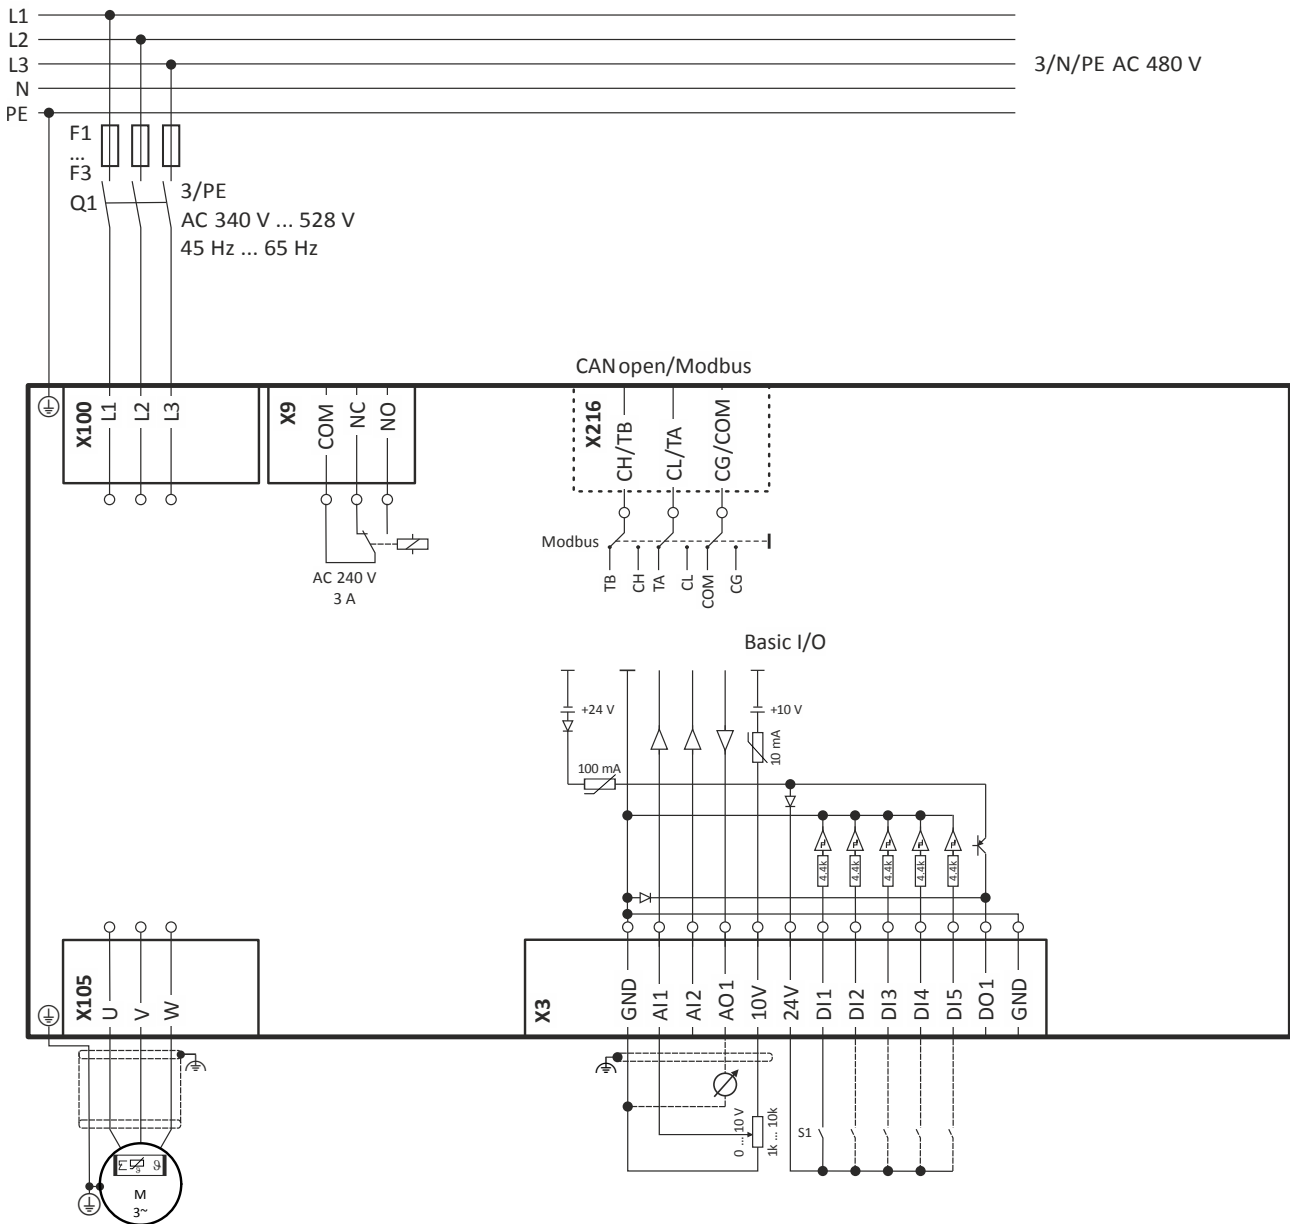 L1
L2
L3
N
PE
3/N/PE AC 480 V
F1
...
F3
Q1
3/PE
AC 340 V ... 528 V
45 Hz ... 65 Hz
CANopen/Modbus
X100
L1
L2
L3
X9
COM
NC
NO
X216
CH/TB
CL/TA
CG/COM
AC 240 V
3 A
Modbus
TB
CH
TA
CL
COM
CG
Basic I/O
+24 V
+10 V
10 mA
100 mA
4.4k
4.4k
4.4k
4.4k
4.4k
X105
U
V
W
X3
GND
AI1
AI2
AO1
10V
24V
DI1
DI2
DI3
DI4
DI5
DO1
GND
0 ... 10 V
1k ... 10k
S1
ϑ
M
3~